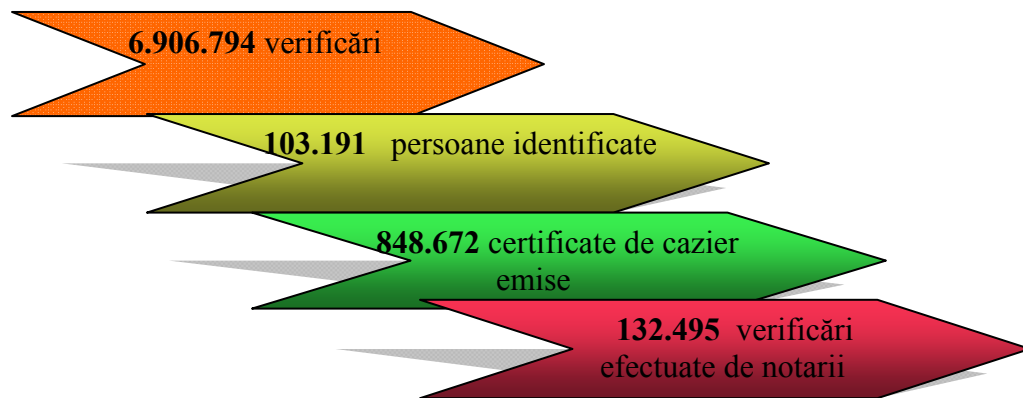 6.906.794 verificări
103.191 persoane identificate
848.672 certificate de cazier
emise
132.495 verificări
efectuate de notarii